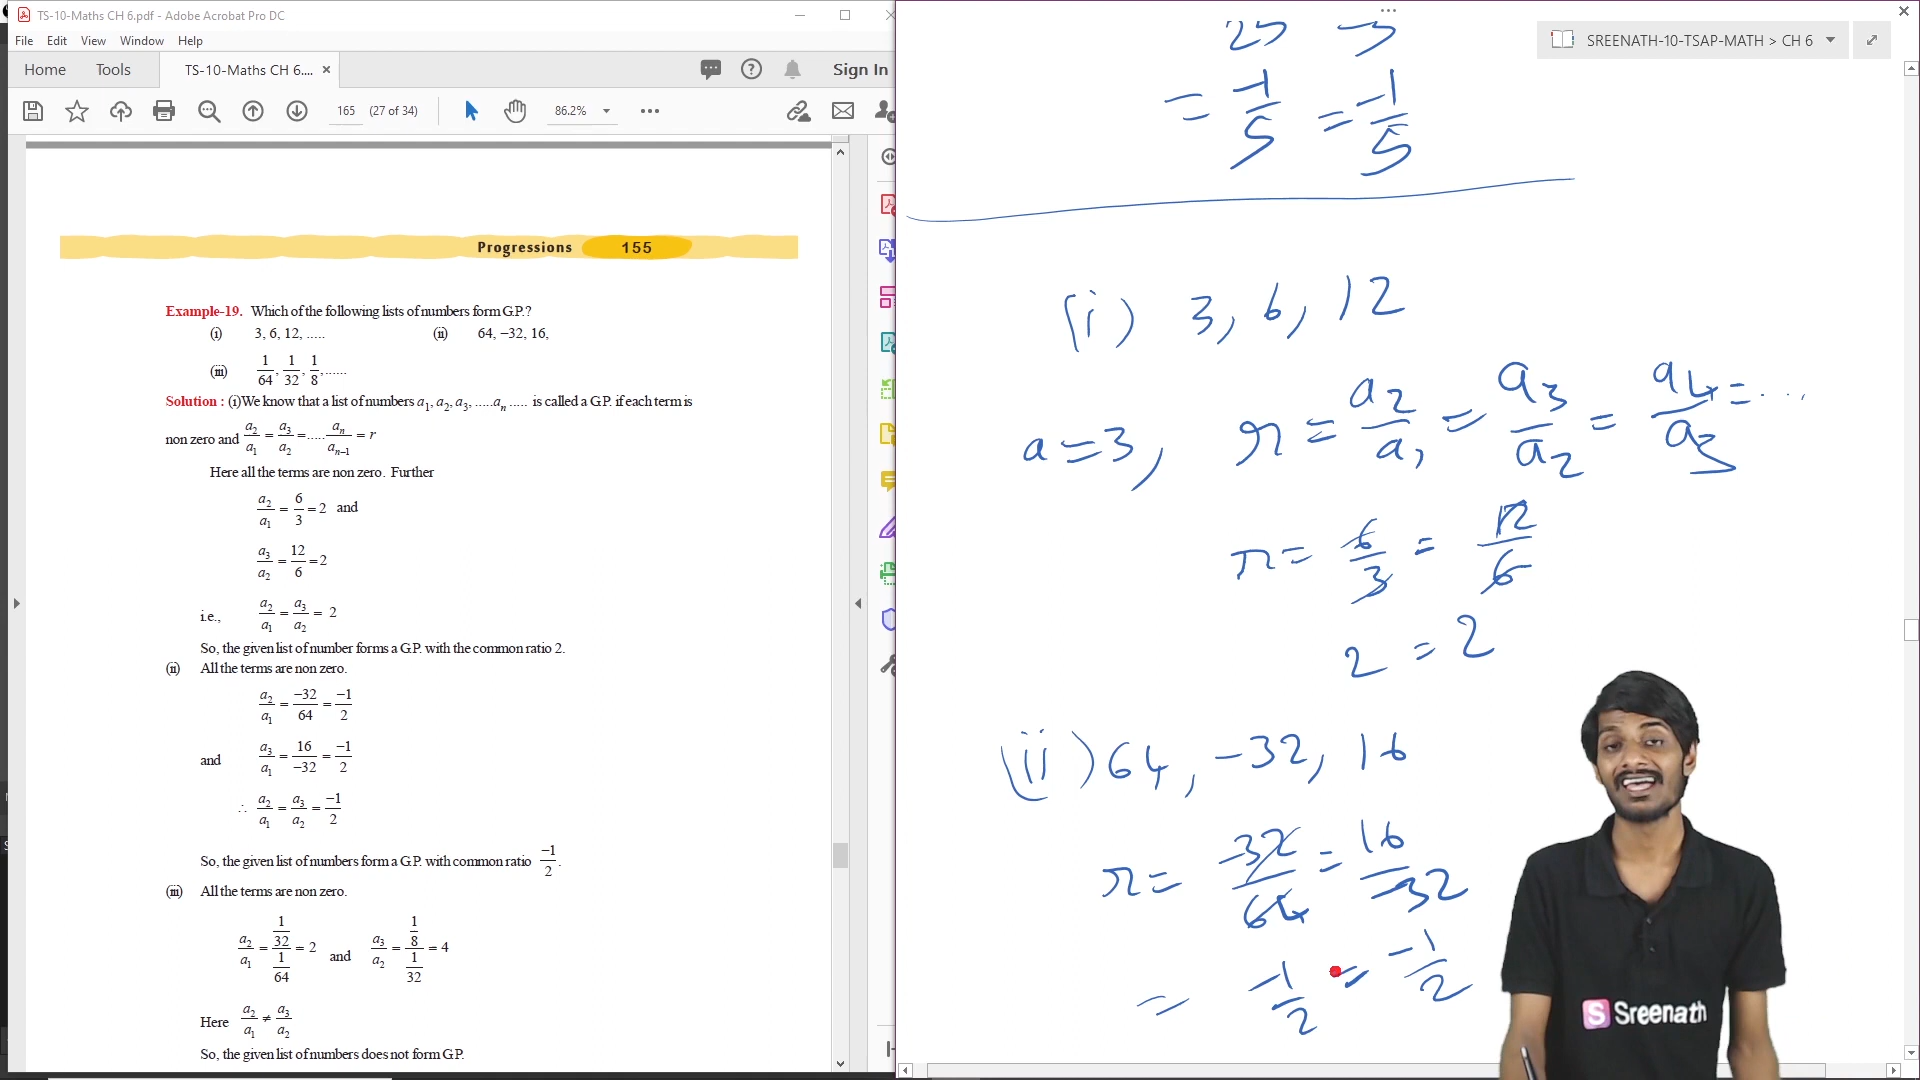 TS-10-Maths CH 6.pdf - Adobe Acrobat Pro DC
File Edit View Window Help
Home Tools TS-10-Maths CH 6.... × Sign In
165 (27 of 34) 86.2%
Progressions 155
Example-19. Which of the following lists of numbers form G.P.?
(i) 3, 6, 12, ..... (ii) 64, –32, 16,
(iii) 1/64, 1/32, 1/8, ......
Solution : (i)We know that a list of numbers a1, a2, a3, .....an ..... is called a G.P. if each term is
non zero and a2/a1 = a3/a2 = ..... an/an–1 = r
Here all the terms are non zero. Further
a2/a1 = 6/3 = 2 and
a3/a2 = 12/6 = 2
i.e., a2/a1 = a3/a2 = 2
So, the given list of number forms a G.P. with the common ratio 2.
(ii) All the terms are non zero.
a2/a1 = –32/64 = –1/2
and a3/a1 = 16/–32 = –1/2
∴ a2/a1 = a3/a2 = –1/2
So, the given list of numbers form a G.P. with common ratio –1/2.
(iii) All the terms are non zero.
a2/a1 = (1/32)/(1/64) = 2 and a3/a2 = (1/8)/(1/32) = 4
Here a2/a1 ≠ a3/a2
So, the given list of numbers does not form G.P.
SREENATH-10-TSAP-MATH > CH 6
= -1/5 = -1/5
(i) 3, 6, 12
a = 3, r = a2/a1 = a3/a2 = a4/a3 = ....
r = 6/3 = 12/6
2 = 2
(ii) 64, -32, 16
r = -32/64 = 16/-32
= -1/2 = -1/2
S Sreenath